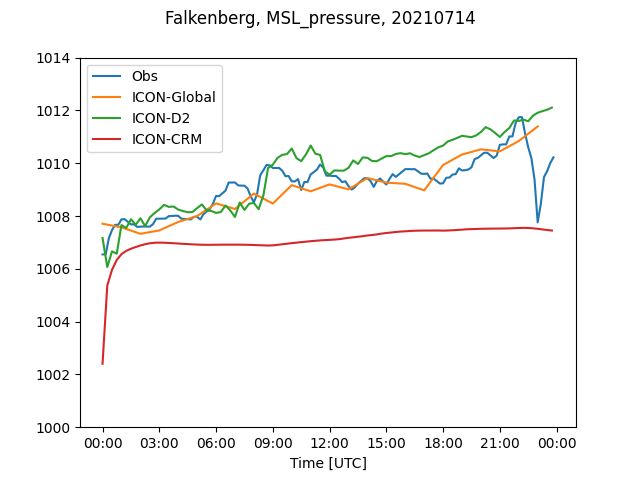 Falkenberg, MSL_pressure, 20210714
1014
1012
1010
1008
1006
1004
1002
1000
Obs
ICON-Global
ICON-D2
ICON-CRM
00:00 03:00 06:00 09:00 12:00 15:00 18:00 21:00 00:00
Time [UTC]